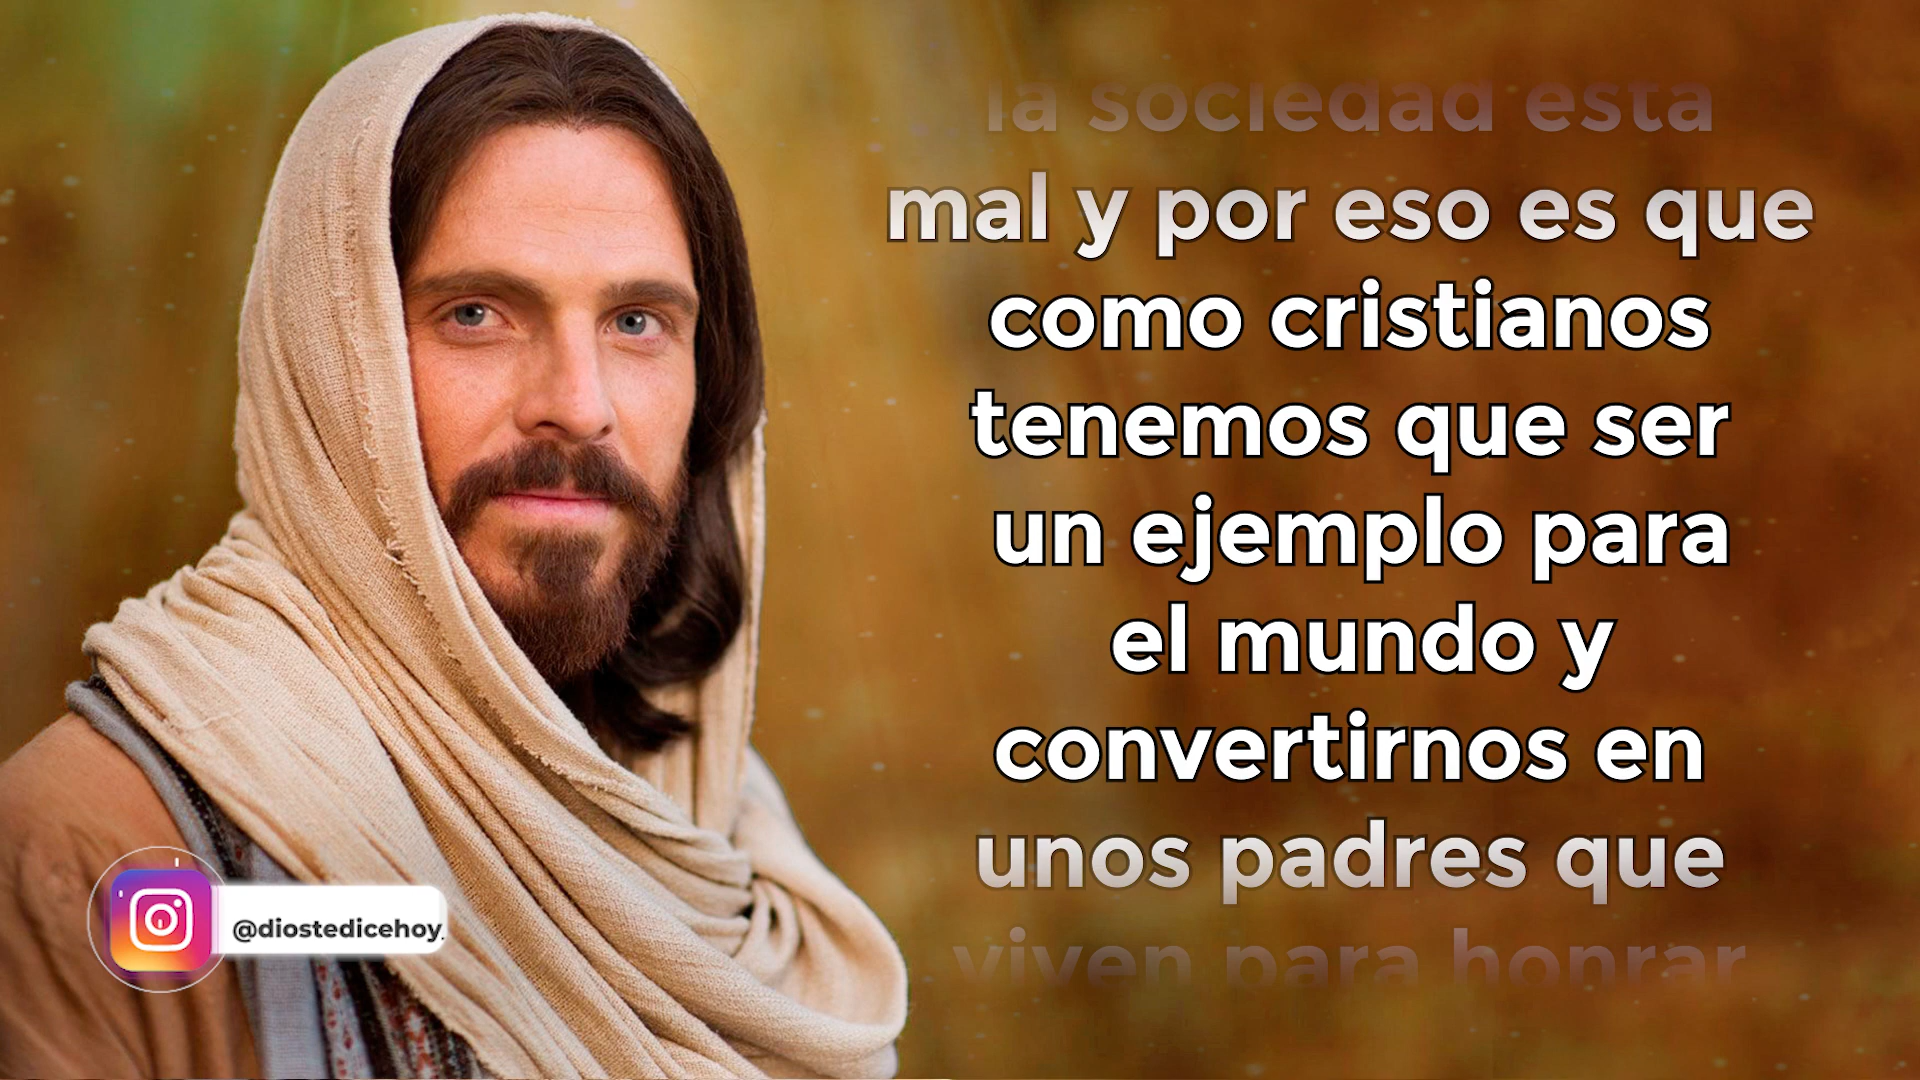 la sociedad esta
mal y por eso es que
como cristianos
tenemos que ser
un ejemplo para
el mundo y
convertirnos en
unos padres que
viven para honrar
@diostedicehoy.